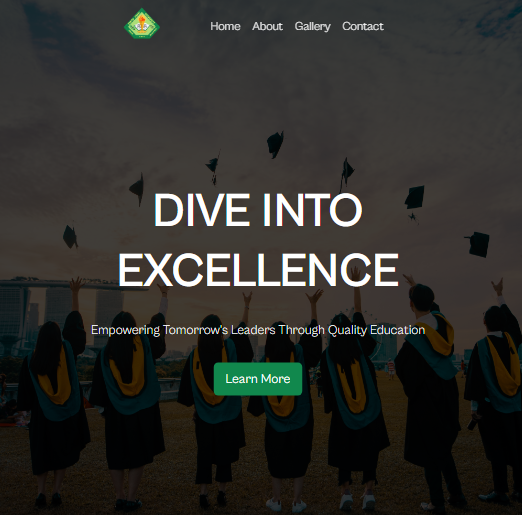 Home About Gallery Contact
DIVE INTO
EXCELLENCE
Empowering Tomorrow's Leaders Through Quality Education
Learn More